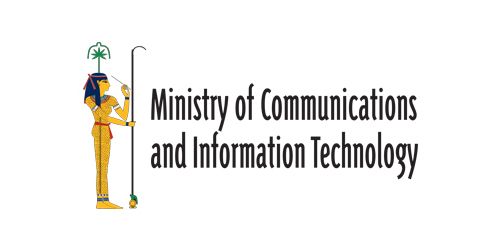 Ministry of Communications
and Information Technology